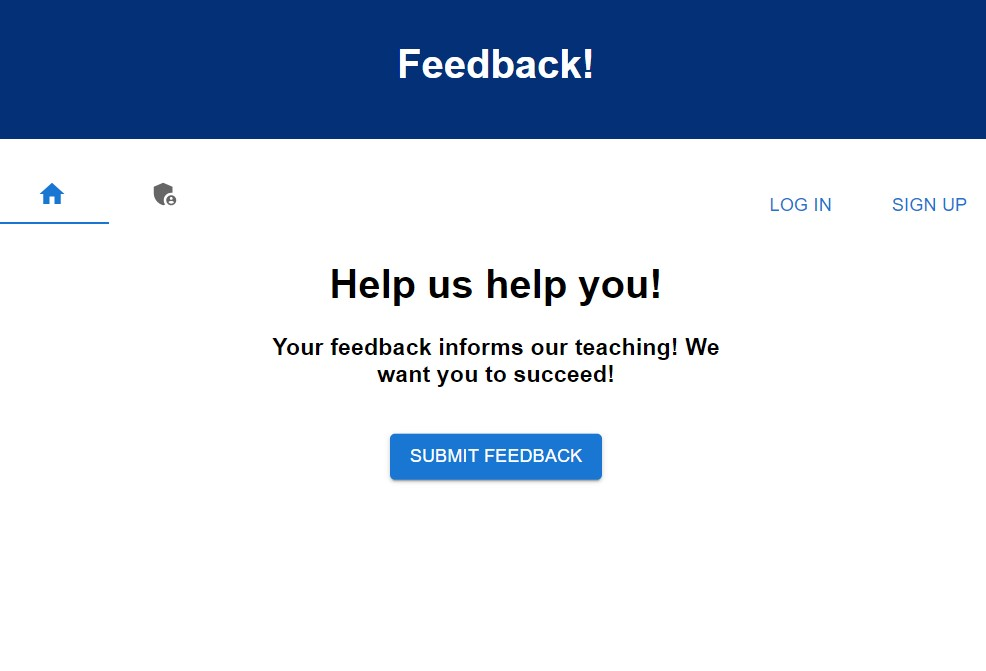 Feedback!
LOG IN
SIGN UP
Help us help you!
Your feedback informs our teaching! We
want you to succeed!
SUBMIT FEEDBACK